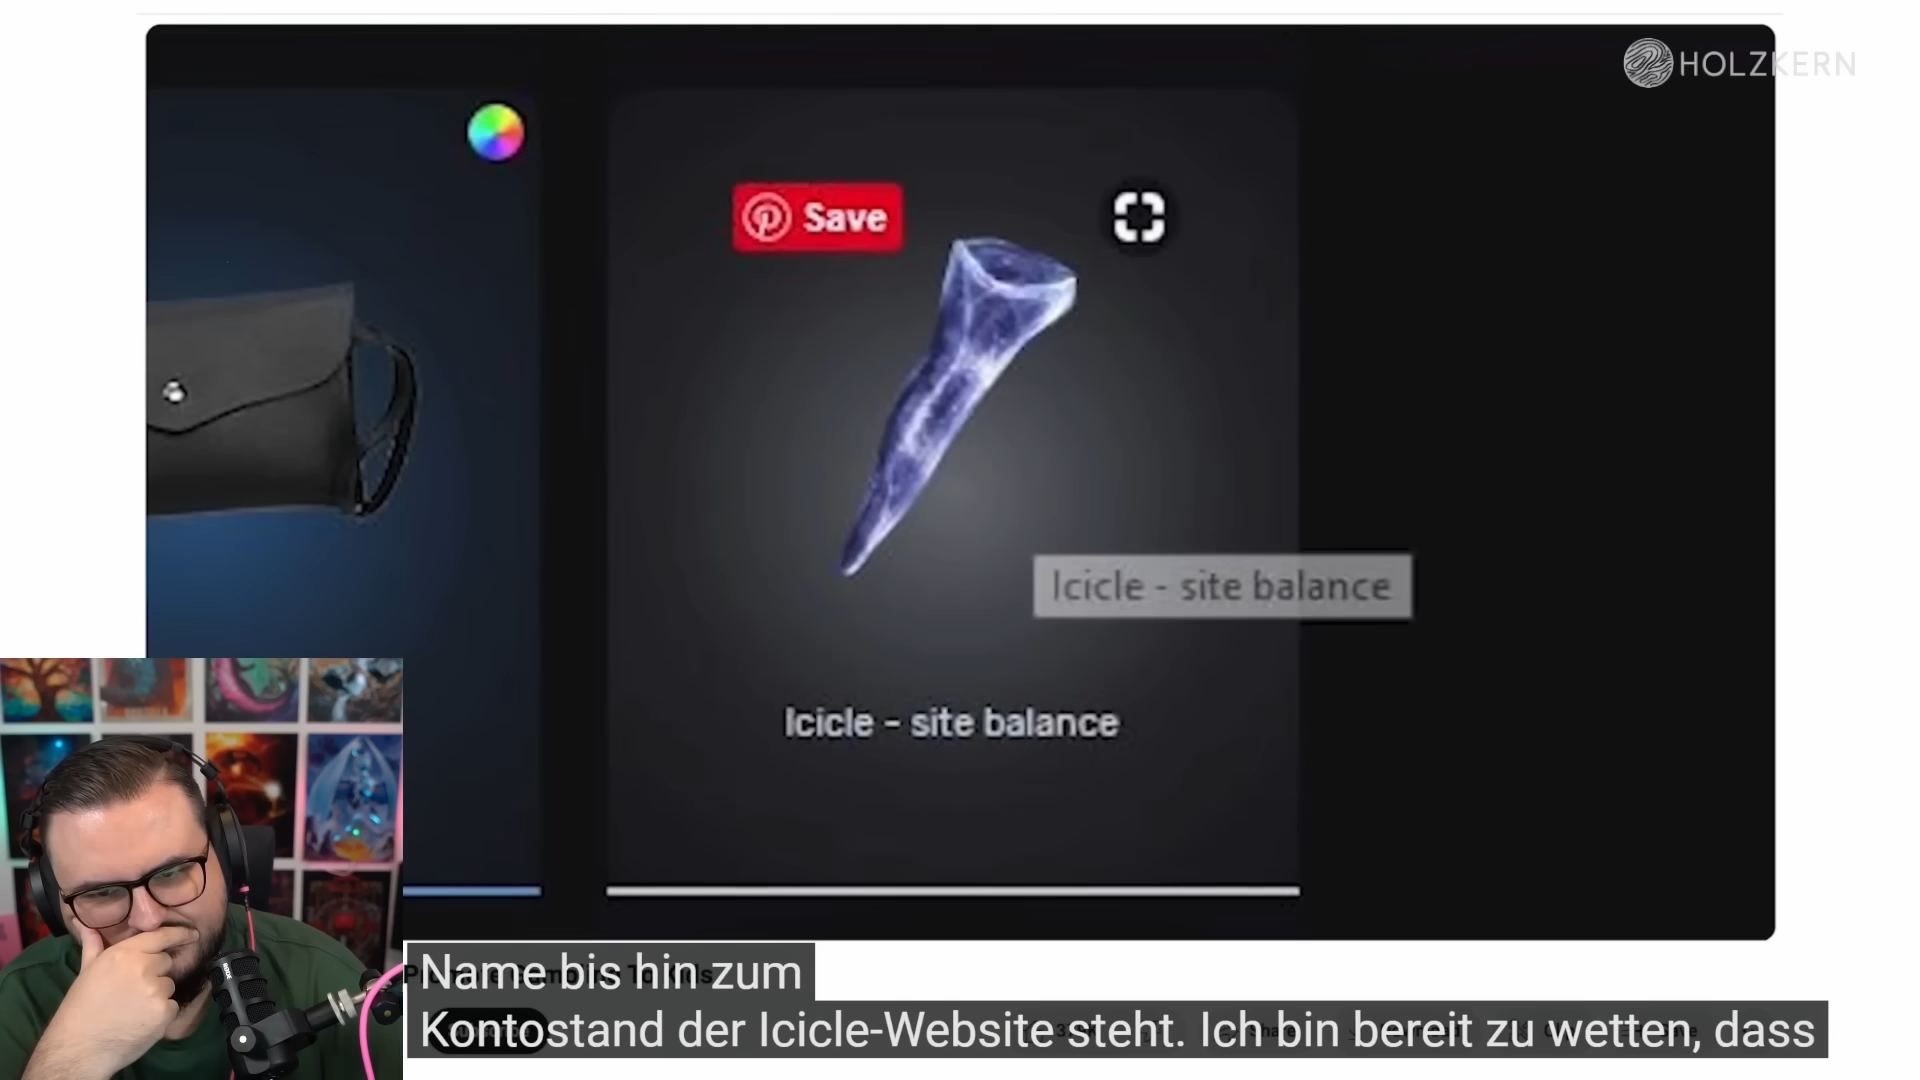 HOLZKERN
Save
Icicle - site balance
Icicle - site balance
Name bis hin zum
Kontostand der Icicle-Website steht. Ich bin bereit zu wetten, dass